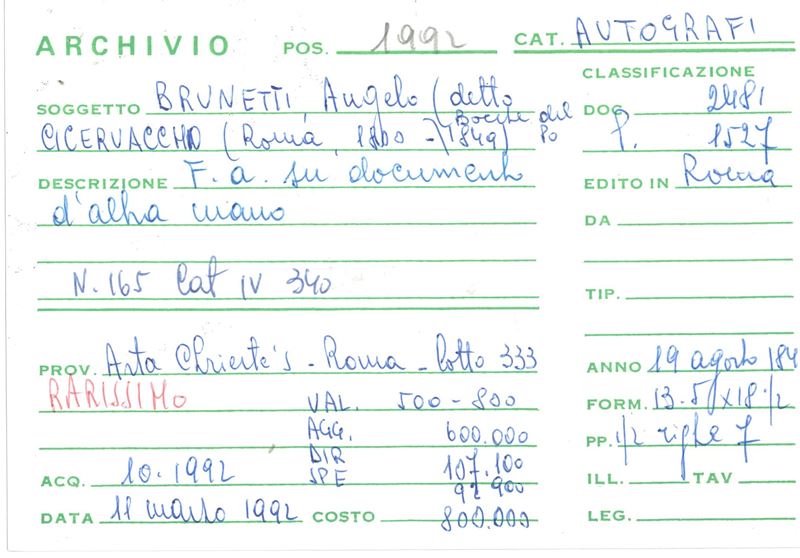 ARCHIVIO POS. 1992 CAT. AUTOGRAFI
CLASSIFICAZIONE
SOGGETTO BRUNETTI, Angelo (detto DOC. 2481
CICERVACCHIO (Roma, 1800 - Bocche del Po 1849) P. 1527
DESCRIZIONE F. a. su documento EDITO IN Roma
d'altra mano DA
N. 165 Cat IV 340
TIP.
PROV. Asta Christie's - Roma - lotto 333 ANNO 19 agosto 184
RARISSIMO VAL. 500 - 800 FORM. 13.5 x 18 1/2
AGG. 600.000 PP. 1/2 righe 7
DIR 107.100
ACQ. 10.1992 SPE 92 900 ILL. TAV
DATA 11 marzo 1992 COSTO 800.000 LEG.